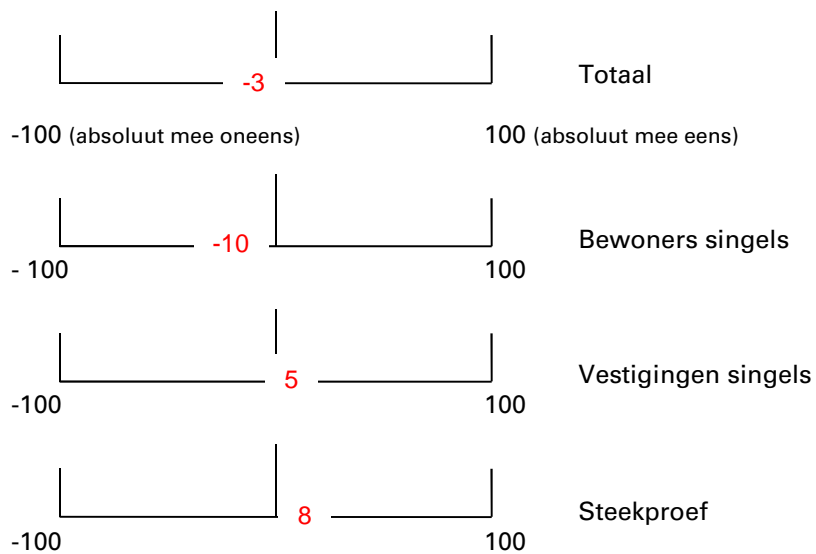 -3 Totaal
-100 (absoluut mee oneens) 100 (absoluut mee eens)
-10 Bewoners singels
- 100 100
5 Vestigingen singels
-100 100
8 Steekproef
-100 100